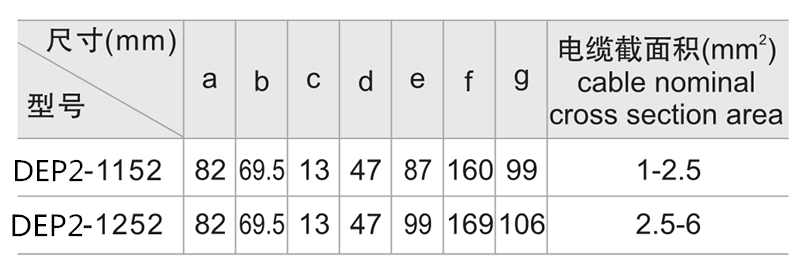 尺寸(mm)
型号
a b c d e f g
电缆截面积(mm²)
cable nominal
cross section area
DEP2-1152 82 69.5 13 47 87 160 99 1-2.5
DEP2-1252 82 69.5 13 47 99 169 106 2.5-6